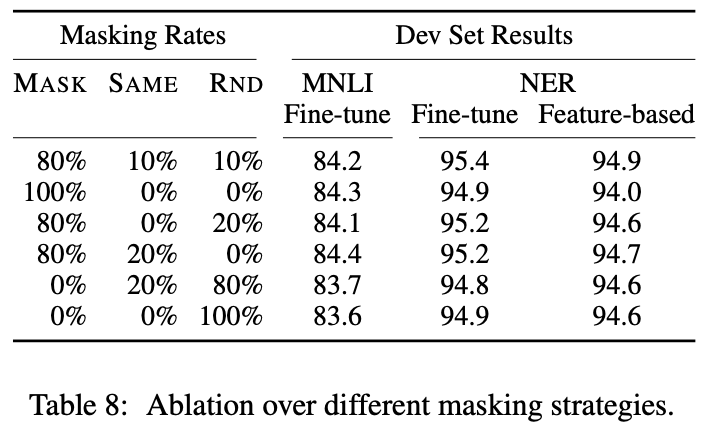 Masking Rates Dev Set Results
MASK SAME RND MNLI NER
Fine-tune Fine-tune Feature-based
80% 10% 10% 84.2 95.4 94.9
100% 0% 0% 84.3 94.9 94.0
80% 0% 20% 84.1 95.2 94.6
80% 20% 0% 84.4 95.2 94.7
0% 20% 80% 83.7 94.8 94.6
0% 0% 100% 83.6 94.9 94.6
Table 8: Ablation over different masking strategies.